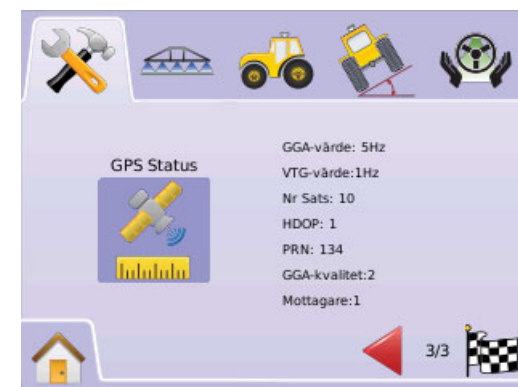 GPS Status
GGA-värde: 5Hz
VTG-värde:1Hz
Nr Sats: 10
HDOP: 1
PRN: 134
GGA-kvalitet:2
Mottagare:1
3/3